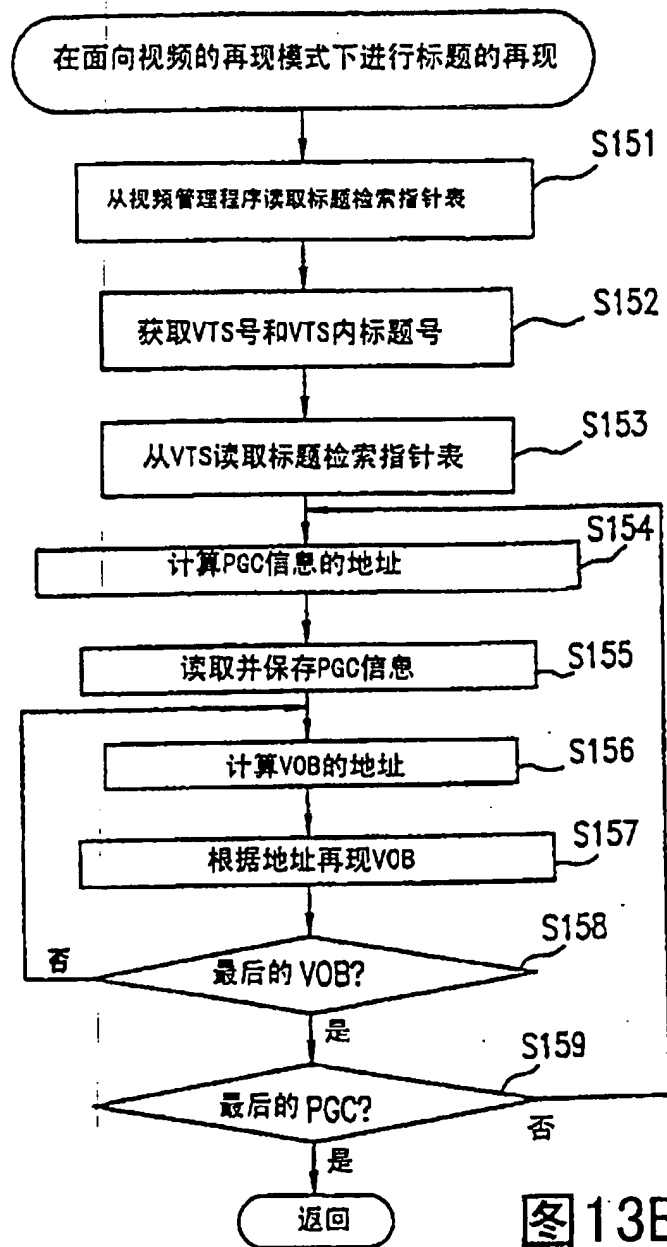 在面向视频的再现模式下进行标题的再现
S151
从视频管理程序读取标题检索指针表
S152
获取VTS号和VTS内标题号
S153
从VTS读取标题检索指针表
S154
计算PGC信息的地址
S155
读取并保存PGC信息
S156
计算VOB的地址
S157
根据地址再现VOB
S158
否
最后的VOB?
是
S159
最后的PGC?
否
是
返回
图13B